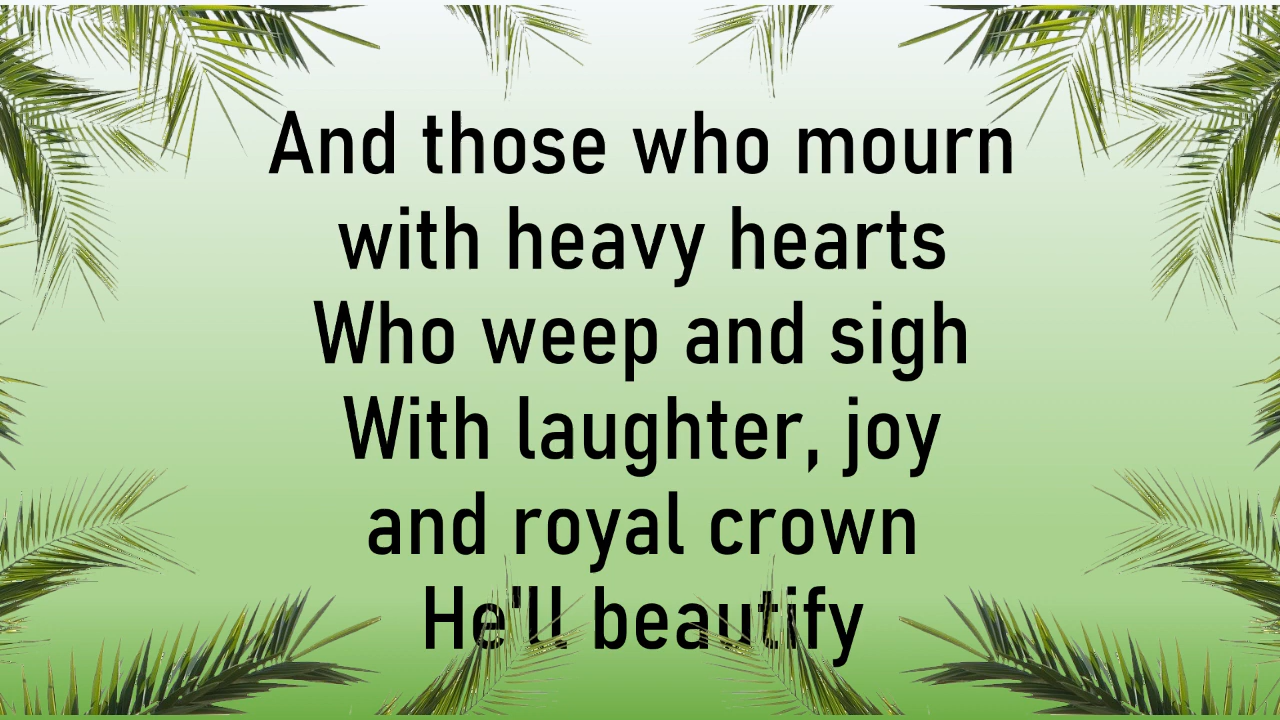 And those who mourn
with heavy hearts
Who weep and sigh
With laughter, joy
and royal crown
He'll beautify